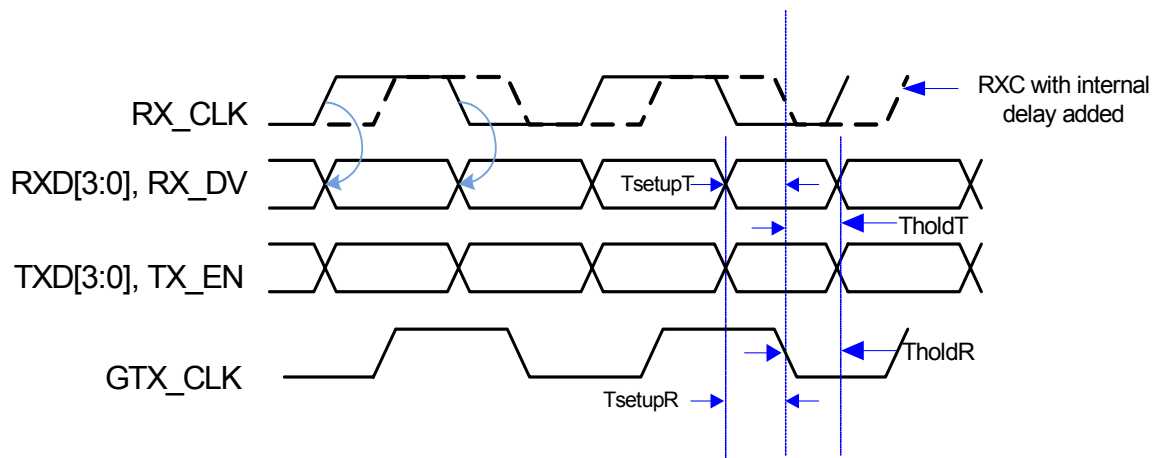 RX_CLK
RXC with internal
delay added
RXD[3:0], RX_DV
TsetupT
TholdT
TXD[3:0], TX_EN
GTX_CLK
TholdR
TsetupR